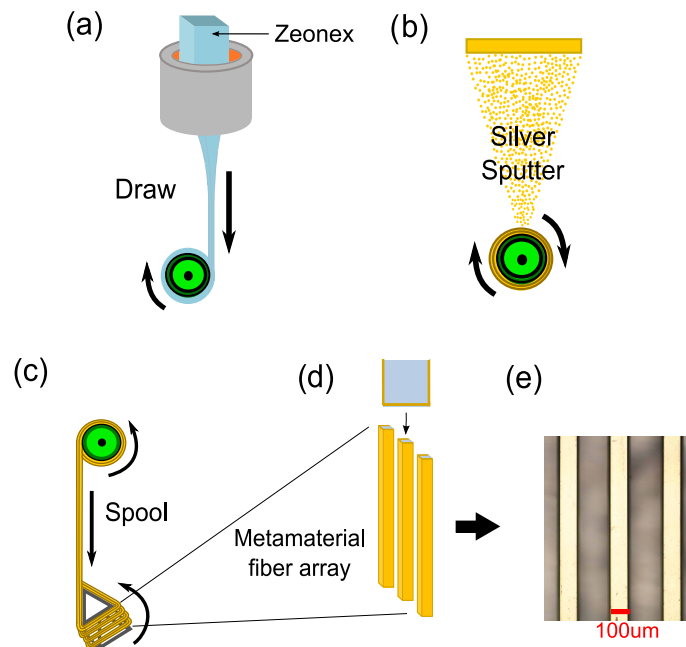 (a)
Zeonex
Draw
(b)
Silver
Sputter
(c)
Spool
(d)
Metamaterial
fiber array
(e)
100um